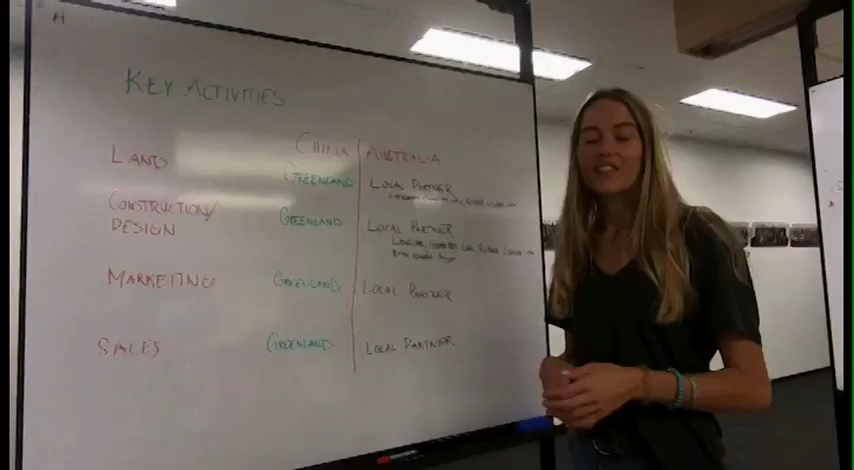 KEY ACTIVITIES
CHINA AUSTRALIA
LAND GREENLAND LOCAL PARTNER
CONSTRUCTION/ GREENLAND LOCAL PARTNER
DESIGN
MARKETING GREENLAND LOCAL PARTNER
SALES GREENLAND LOCAL PARTNER